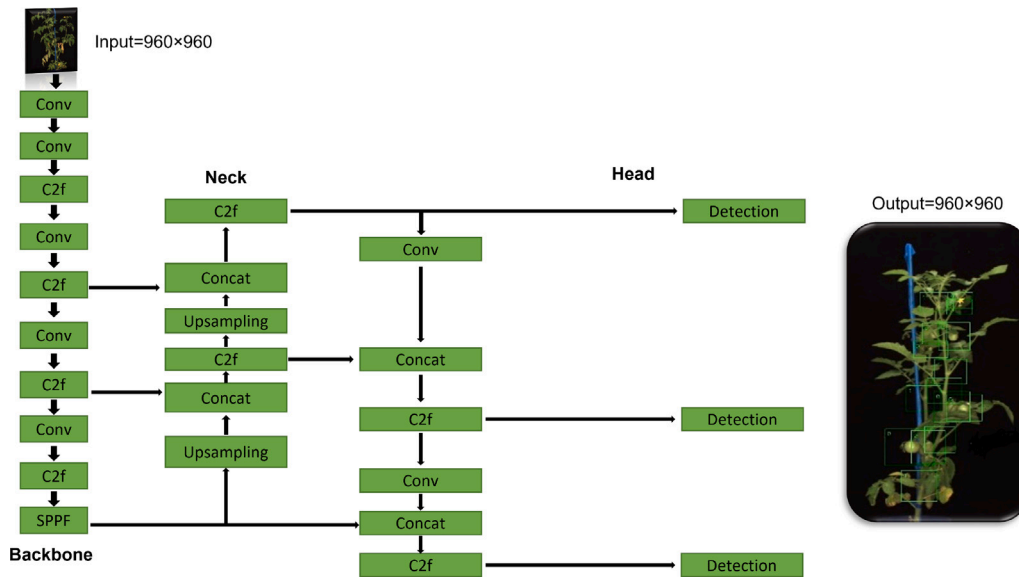 Input=960×960
Conv
Conv
C2f
Conv
C2f
Conv
C2f
Conv
C2f
SPPF
Backbone
Neck
C2f
Concat
Upsampling
C2f
Concat
Upsampling
Head
Conv
Concat
C2f
Conv
Concat
C2f
Detection
Detection
Detection
Output=960×960